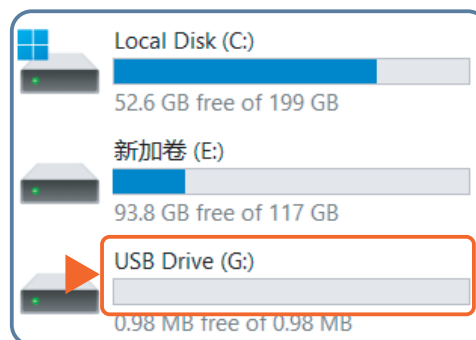 Local Disk (C:)
52.6 GB free of 199 GB
新加卷 (E:)
93.8 GB free of 117 GB
USB Drive (G:)
0.98 MB free of 0.98 MB